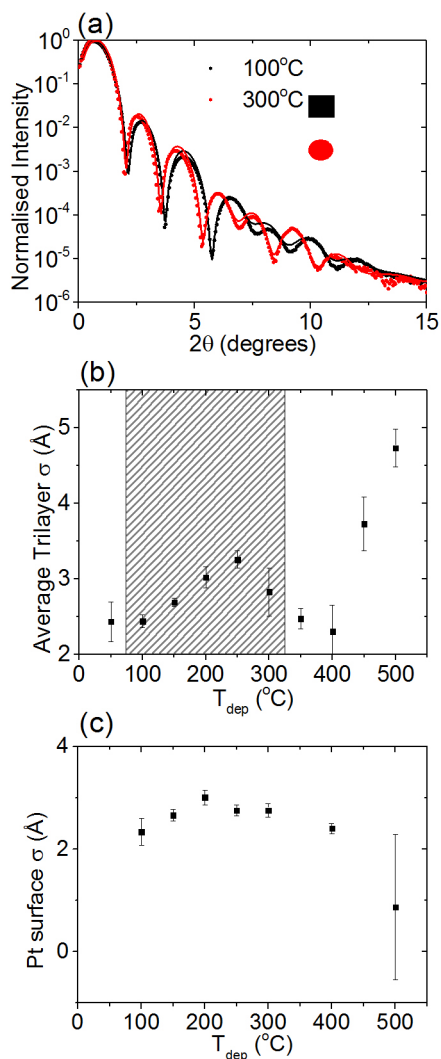 (a)
10⁰
10⁻¹
10⁻²
10⁻³
10⁻⁴
10⁻⁵
10⁻⁶
Normalised Intensity
100°C
300°C
0 5 10 15
2θ (degrees)
(b)
5
4
3
2
Average Trilayer σ (Å)
0 100 200 300 400 500
T_dep (°C)
(c)
4
2
0
Pt surface σ (Å)
0 100 200 300 400 500
T_dep (°C)